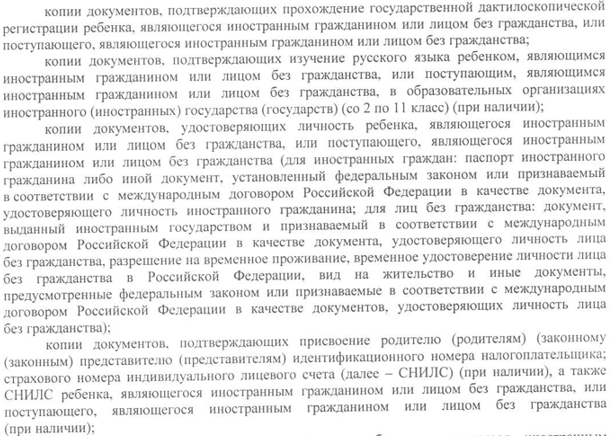 копии документов, подтверждающих прохождение государственной дактилоскопической
регистрации ребенка, являющегося иностранным гражданином или лицом без гражданства, или
поступающего, являющегося иностранным гражданином или лицом без гражданства;
копии документов, подтверждающих изучение русского языка ребенком, являющимся
иностранным гражданином или лицом без гражданства, или поступающим, являющимся
иностранным гражданином или лицом без гражданства, в образовательных организациях
иностранного (иностранных) государства (государств) (со 2 по 11 класс) (при наличии);
копии документов, удостоверяющих личность ребенка, являющегося иностранным
гражданином или лицом без гражданства, или поступающего, являющегося иностранным
гражданином или лицом без гражданства (для иностранных граждан: паспорт иностранного
гражданина либо иной документ, установленный федеральным законом или признаваемый
в соответствии с международным договором Российской Федерации в качестве документа,
удостоверяющего личность иностранного гражданина; для лиц без гражданства: документ,
выданный иностранным государством и признаваемый в соответствии с международным
договором Российской Федерации в качестве документа, удостоверяющего личность лица
без гражданства, разрешение на временное проживание, временное удостоверение личности лица
без гражданства в Российской Федерации, вид на жительство и иные документы,
предусмотренные федеральным законом или признаваемые в соответствии с международным
договором Российской Федерации в качестве документов, удостоверяющих личность лица
без гражданства);
копии документов, подтверждающих присвоение родителю (родителям) (законному
(законным) представителю (представителям) идентификационного номера налогоплательщика;
страхового номера индивидуального лицевого счета (далее – СНИЛС) (при наличии), а также
СНИЛС ребенка, являющегося иностранным гражданином или лицом без гражданства, или
поступающего, являющегося иностранным гражданином или лицом без гражданства
(при наличии);